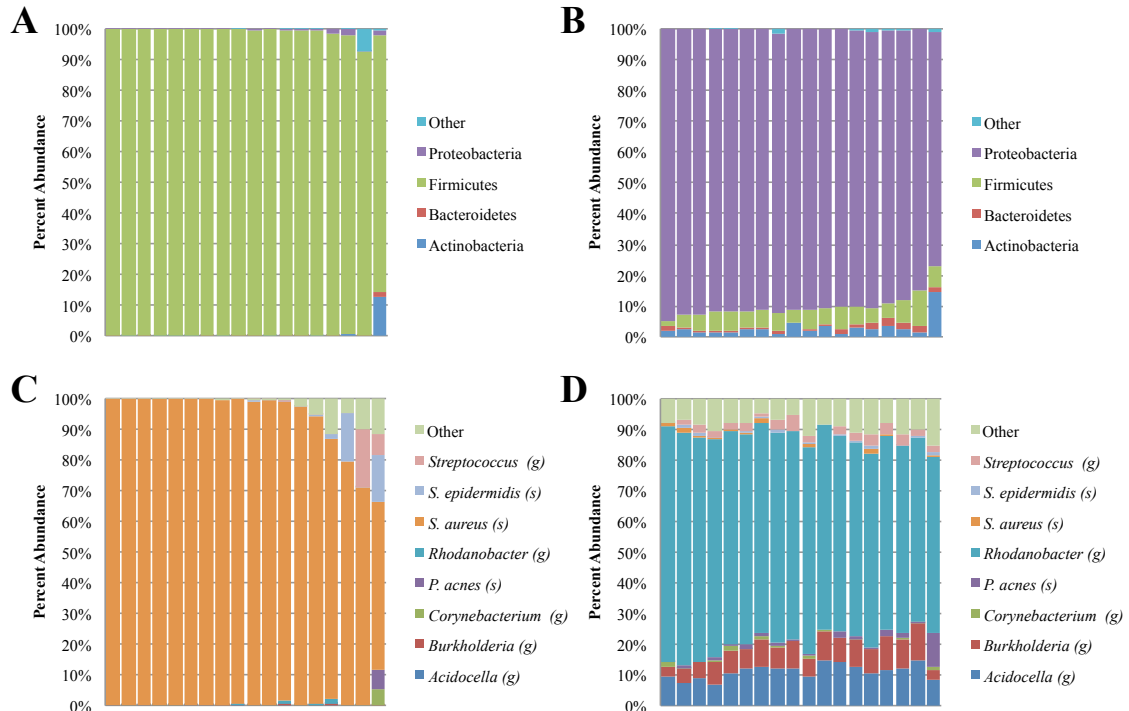 A
Percent Abundance
100%
90%
80%
70%
60%
50%
40%
30%
20%
10%
0%
Other
Proteobacteria
Firmicutes
Bacteroidetes
Actinobacteria
B
Percent Abundance
100%
90%
80%
70%
60%
50%
40%
30%
20%
10%
0%
Other
Proteobacteria
Firmicutes
Bacteroidetes
Actinobacteria
C
Percent Abundance
100%
90%
80%
70%
60%
50%
40%
30%
20%
10%
0%
Other
Streptococcus (g)
S. epidermidis (s)
S. aureus (s)
Rhodanobacter (g)
P. acnes (s)
Corynebacterium (g)
Burkholderia (g)
Acidocella (g)
D
Percent Abundance
100%
90%
80%
70%
60%
50%
40%
30%
20%
10%
0%
Other
Streptococcus (g)
S. epidermidis (s)
S. aureus (s)
Rhodanobacter (g)
P. acnes (s)
Corynebacterium (g)
Burkholderia (g)
Acidocella (g)